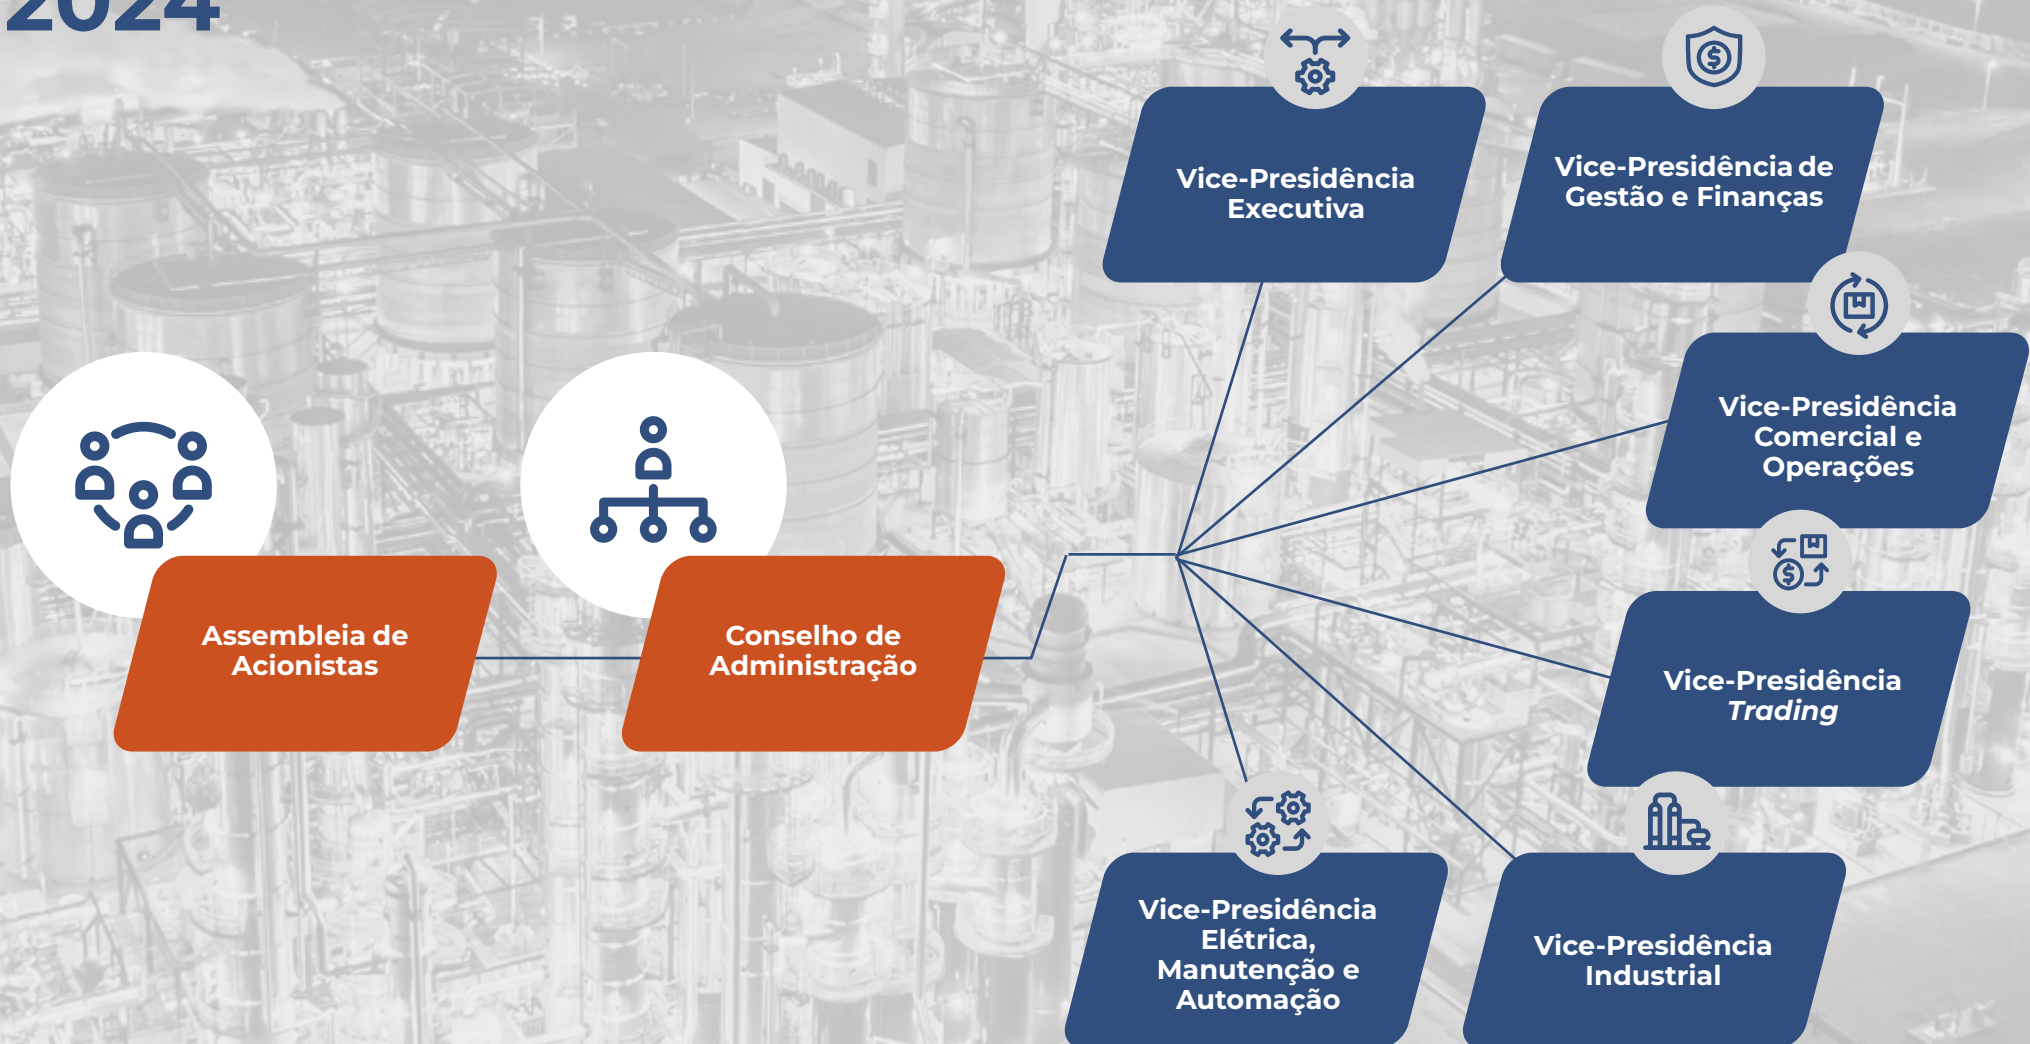 2024
Vice-Presidência
Executiva
Vice-Presidência de
Gestão e Finanças
Vice-Presidência
Comercial e
Operações
Assembleia de
Acionistas
Conselho de
Administração
Vice-Presidência
Trading
Vice-Presidência
Elétrica,
Manutenção e
Automação
Vice-Presidência
Industrial